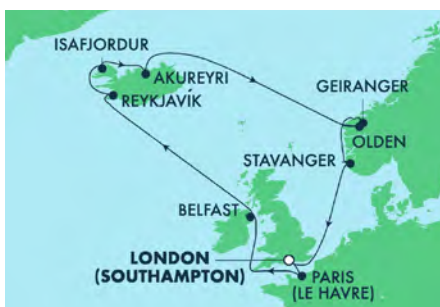 ISAFJORDUR
AKUREYRI
REYKJAVÍK
GEIRANGER
OLDEN
STAVANGER
BELFAST
LONDON
(SOUTHAMPTON)
PARIS
(LE HAVRE)